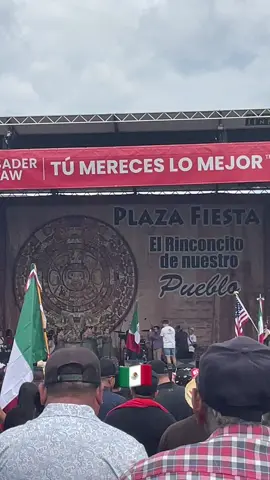 SADER
AW
TÚ MERECES LO MEJOR
PLAZA FIESTA
El Rinconcito
de nuestro
Pueblo